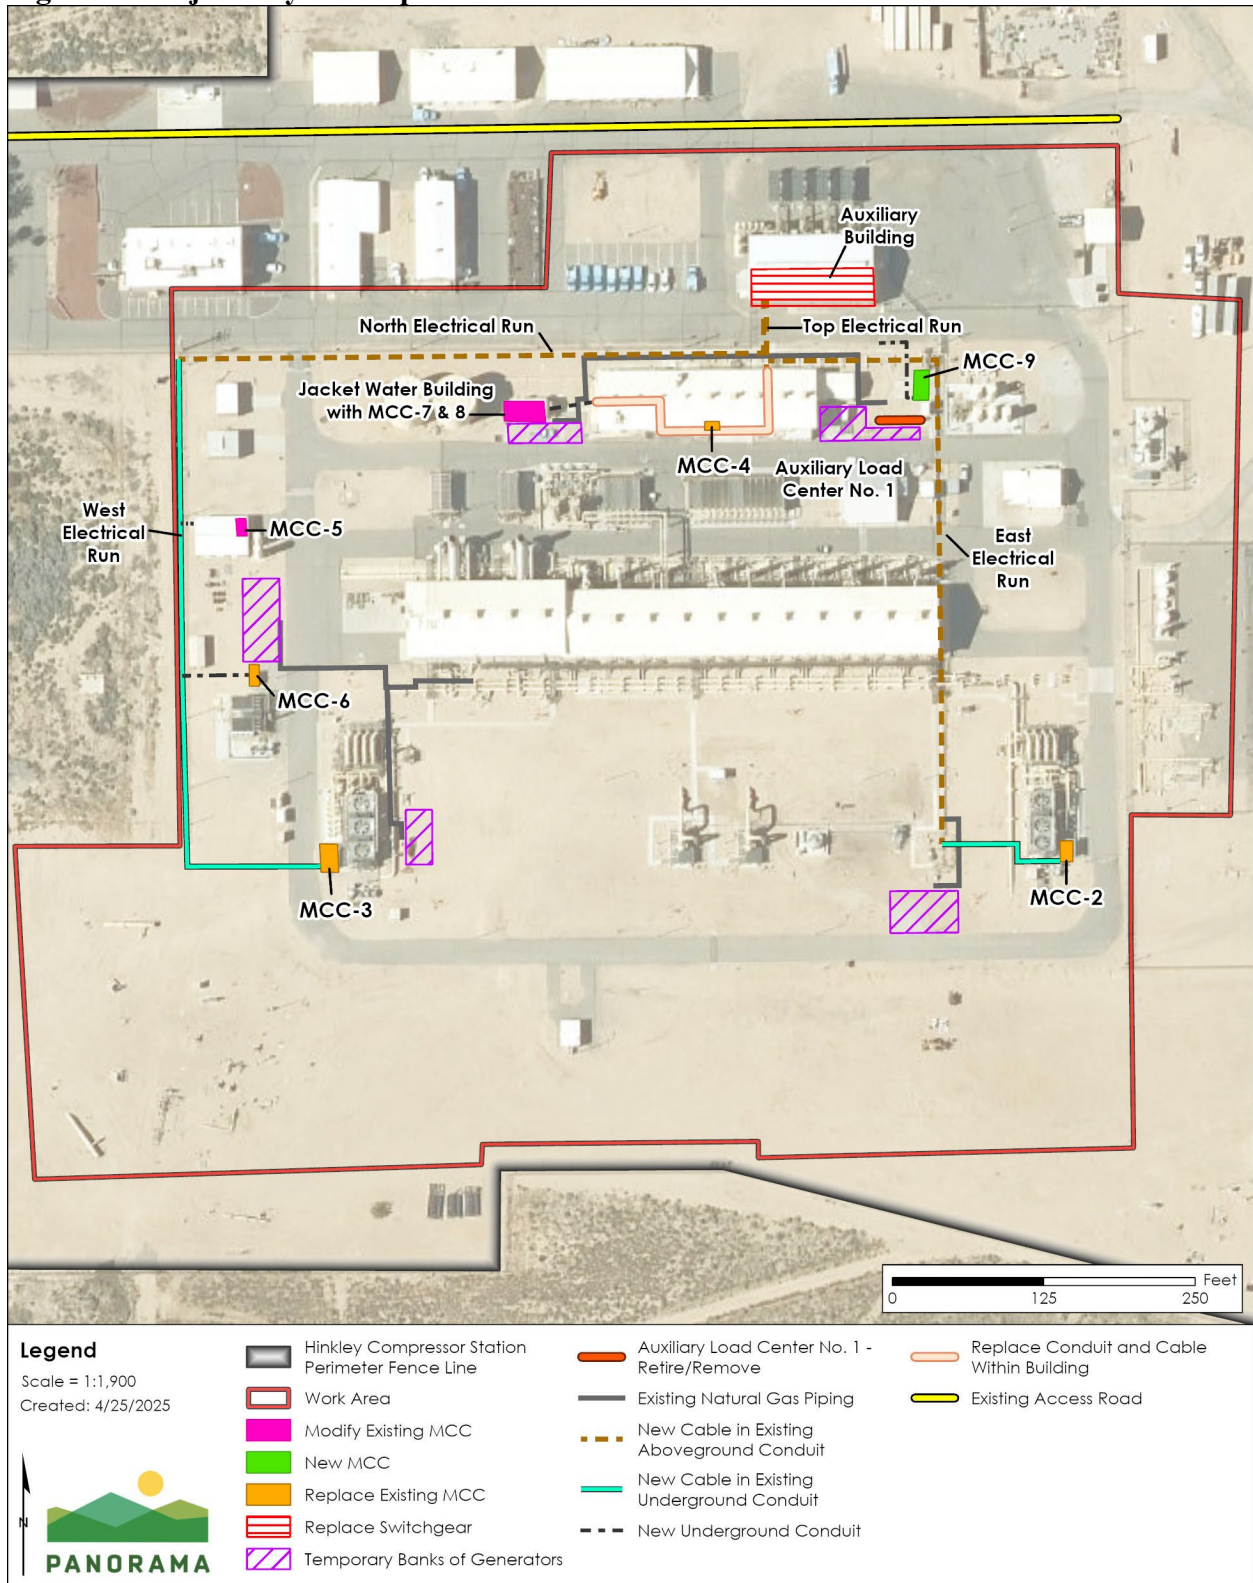 Auxiliary
Building
North Electrical Run
Top Electrical Run
MCC-9
Jacket Water Building
with MCC-7 & 8
MCC-4
Auxiliary Load
Center No. 1
West
Electrical
Run
MCC-5
East
Electrical
Run
MCC-6
MCC-3
MCC-2
Feet
0 125 250
Legend
Scale = 1:1,900
Created: 4/25/2025
N
PANORAMA
Hinkley Compressor Station
Perimeter Fence Line
Work Area
Modify Existing MCC
New MCC
Replace Existing MCC
Replace Switchgear
Temporary Banks of Generators
Auxiliary Load Center No. 1 -
Retire/Remove
Existing Natural Gas Piping
New Cable in Existing
Aboveground Conduit
New Cable in Existing
Underground Conduit
New Underground Conduit
Replace Conduit and Cable
Within Building
Existing Access Road